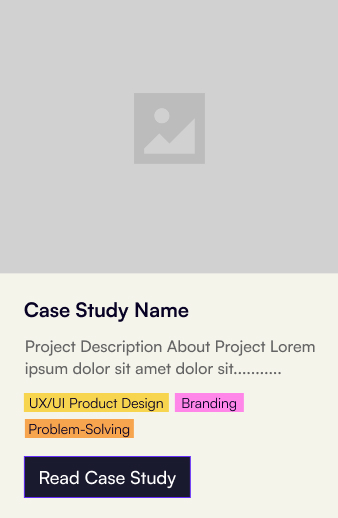 Case Study Name
Project Description About Project Lorem
ipsum dolor sit amet dolor sit...........
UX/UI Product Design
Branding
Problem-Solving
Read Case Study